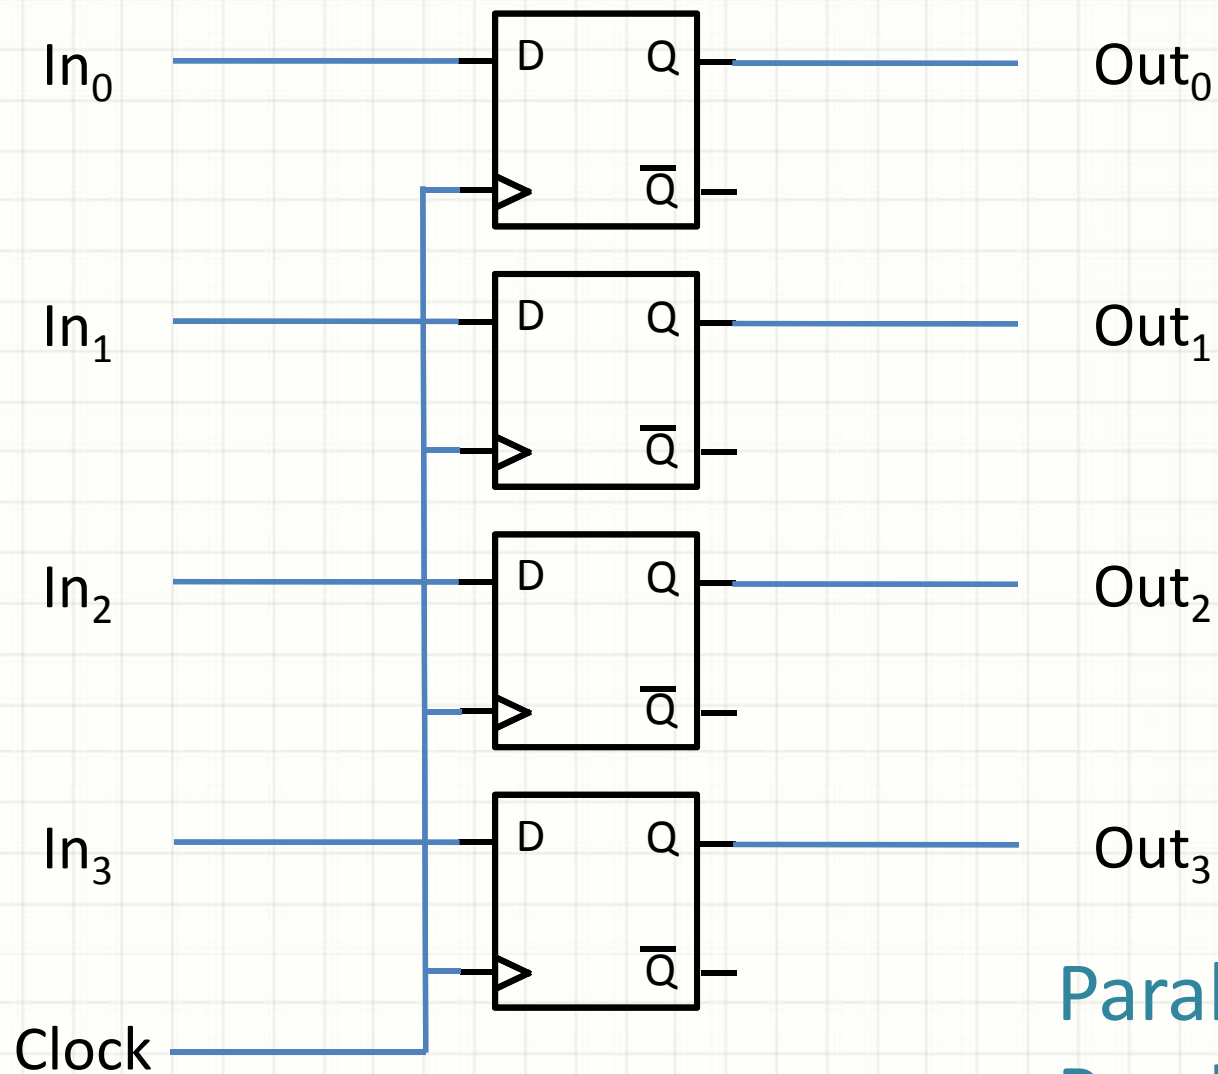 In0 D Q Out0
Q̅
In1 D Q Out1
Q̅
In2 D Q Out2
Q̅
In3 D Q Out3
Q̅
Paral
Clock